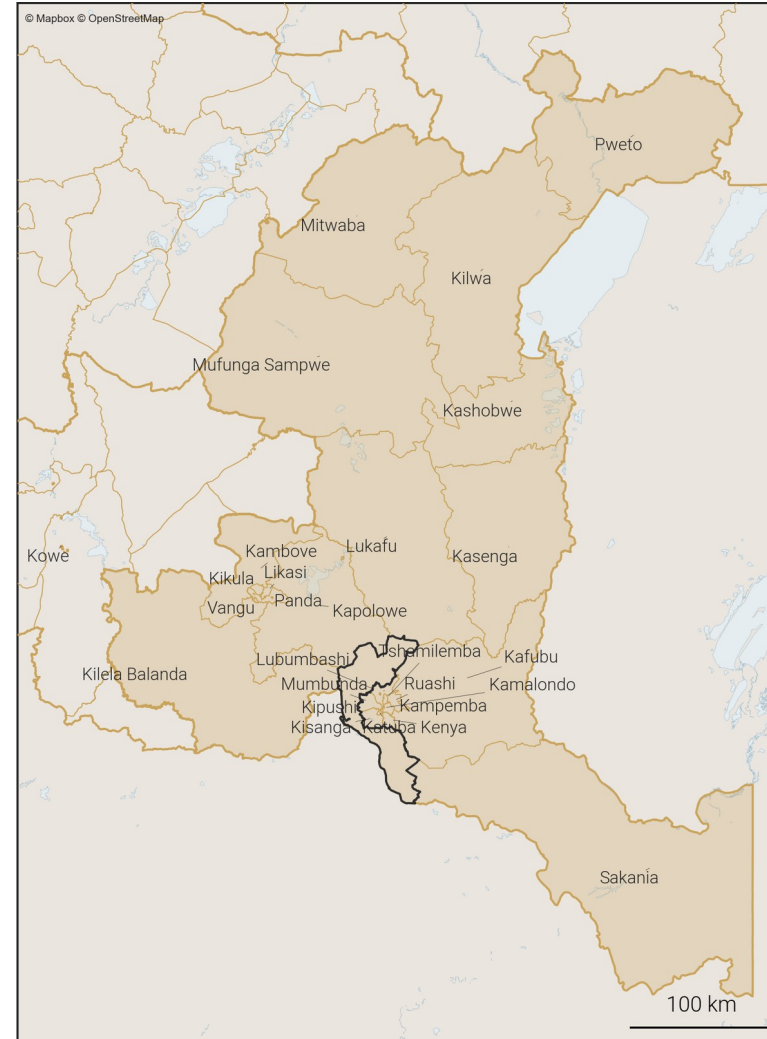 © Mapbox © OpenStreetMap
Pweto
Mitwaba
Kilwa
Mufunga Sampwe
Kashobwe
Kowe
Kambove
Lukafu
Kasenga
Likasi
Kikula
Vangu
Panda
Kapolowe
Tshamilemba
Kafubu
Lubumbashi
Kilela Balanda
Mumbunda
Ruashi
Kamalondo
Kipushi
Kampemba
Kisanga
Katuba
Kenya
Sakania
100 km